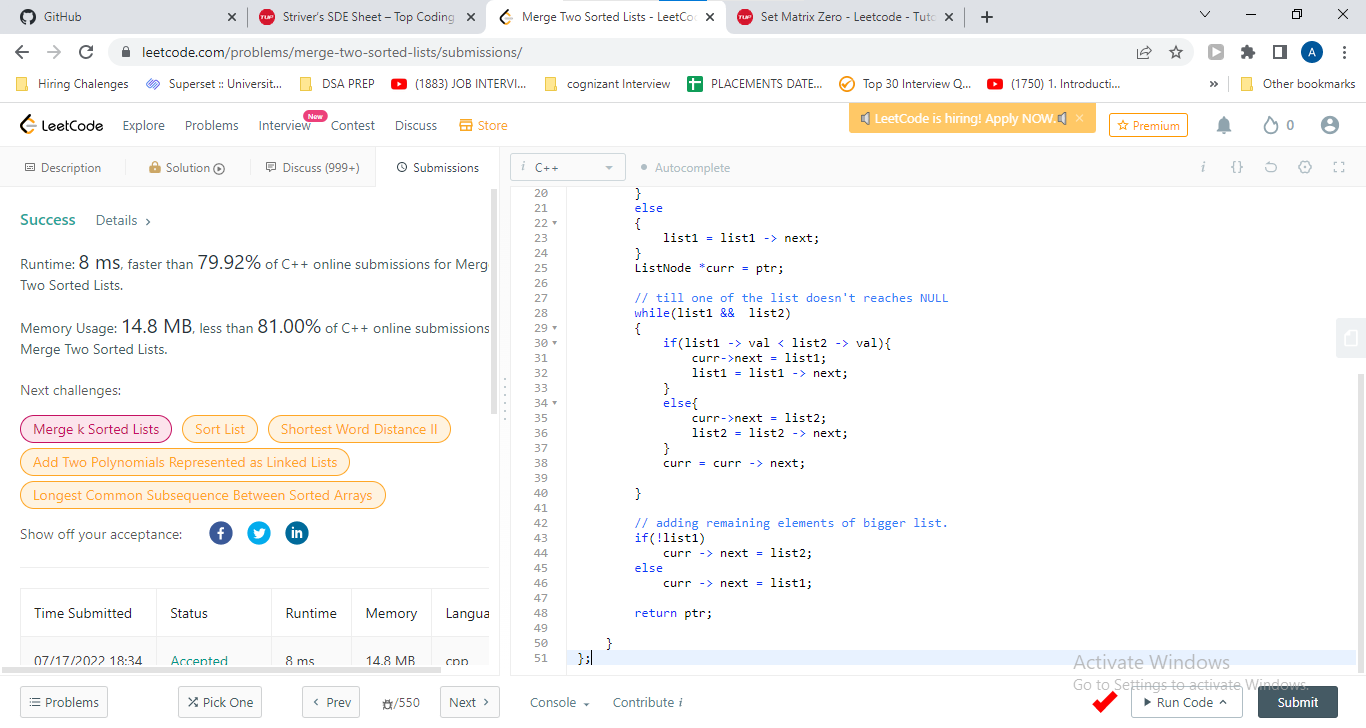 GitHub
Striver's SDE Sheet – Top Coding
Merge Two Sorted Lists - LeetCo
Set Matrix Zero - Leetcode - Tuto
leetcode.com/problems/merge-two-sorted-lists/submissions/
A
Hiring Chalenges
Superset :: Universit...
DSA PREP
(1883) JOB INTERVI...
cognizant Interview
PLACEMENTS DATE...
Top 30 Interview Q...
(1750) 1. Introducti...
»
Other bookmarks
LeetCode
Explore
Problems
Interview
New
Contest
Discuss
Store
LeetCode is hiring! Apply NOW.
Premium
0
Description
Solution
Discuss (999+)
Submissions
i C++
Autocomplete
i {}
Success Details >
Runtime: 8 ms, faster than 79.92% of C++ online submissions for Merg
Two Sorted Lists.
Memory Usage: 14.8 MB, less than 81.00% of C++ online submissions
Merge Two Sorted Lists.
Next challenges:
Merge k Sorted Lists
Sort List
Shortest Word Distance II
Add Two Polynomials Represented as Linked Lists
Longest Common Subsequence Between Sorted Arrays
Show off your acceptance:
Time Submitted Status Runtime Memory Langua
07/17/2022 18:34 Accepted 8 ms 14.8 MB cpp
20 }
21 else
22 {
23 list1 = list1 -> next;
24 }
25 ListNode *curr = ptr;
26
27 // till one of the list doesn't reaches NULL
28 while(list1 && list2)
29 {
30 if(list1 -> val < list2 -> val){
31 curr->next = list1;
32 list1 = list1 -> next;
33 }
34 else{
35 curr->next = list2;
36 list2 = list2 -> next;
37 }
38 curr = curr -> next;
39
40 }
41
42 // adding remaining elements of bigger list.
43 if(!list1)
44 curr -> next = list2;
45 else
46 curr -> next = list1;
47
48 return ptr;
49
50 }
51 };
Activate Windows
Go to Settings to activate Windows.
Problems
Pick One
< Prev
/550
Next >
Console
Contribute i
Run Code
Submit